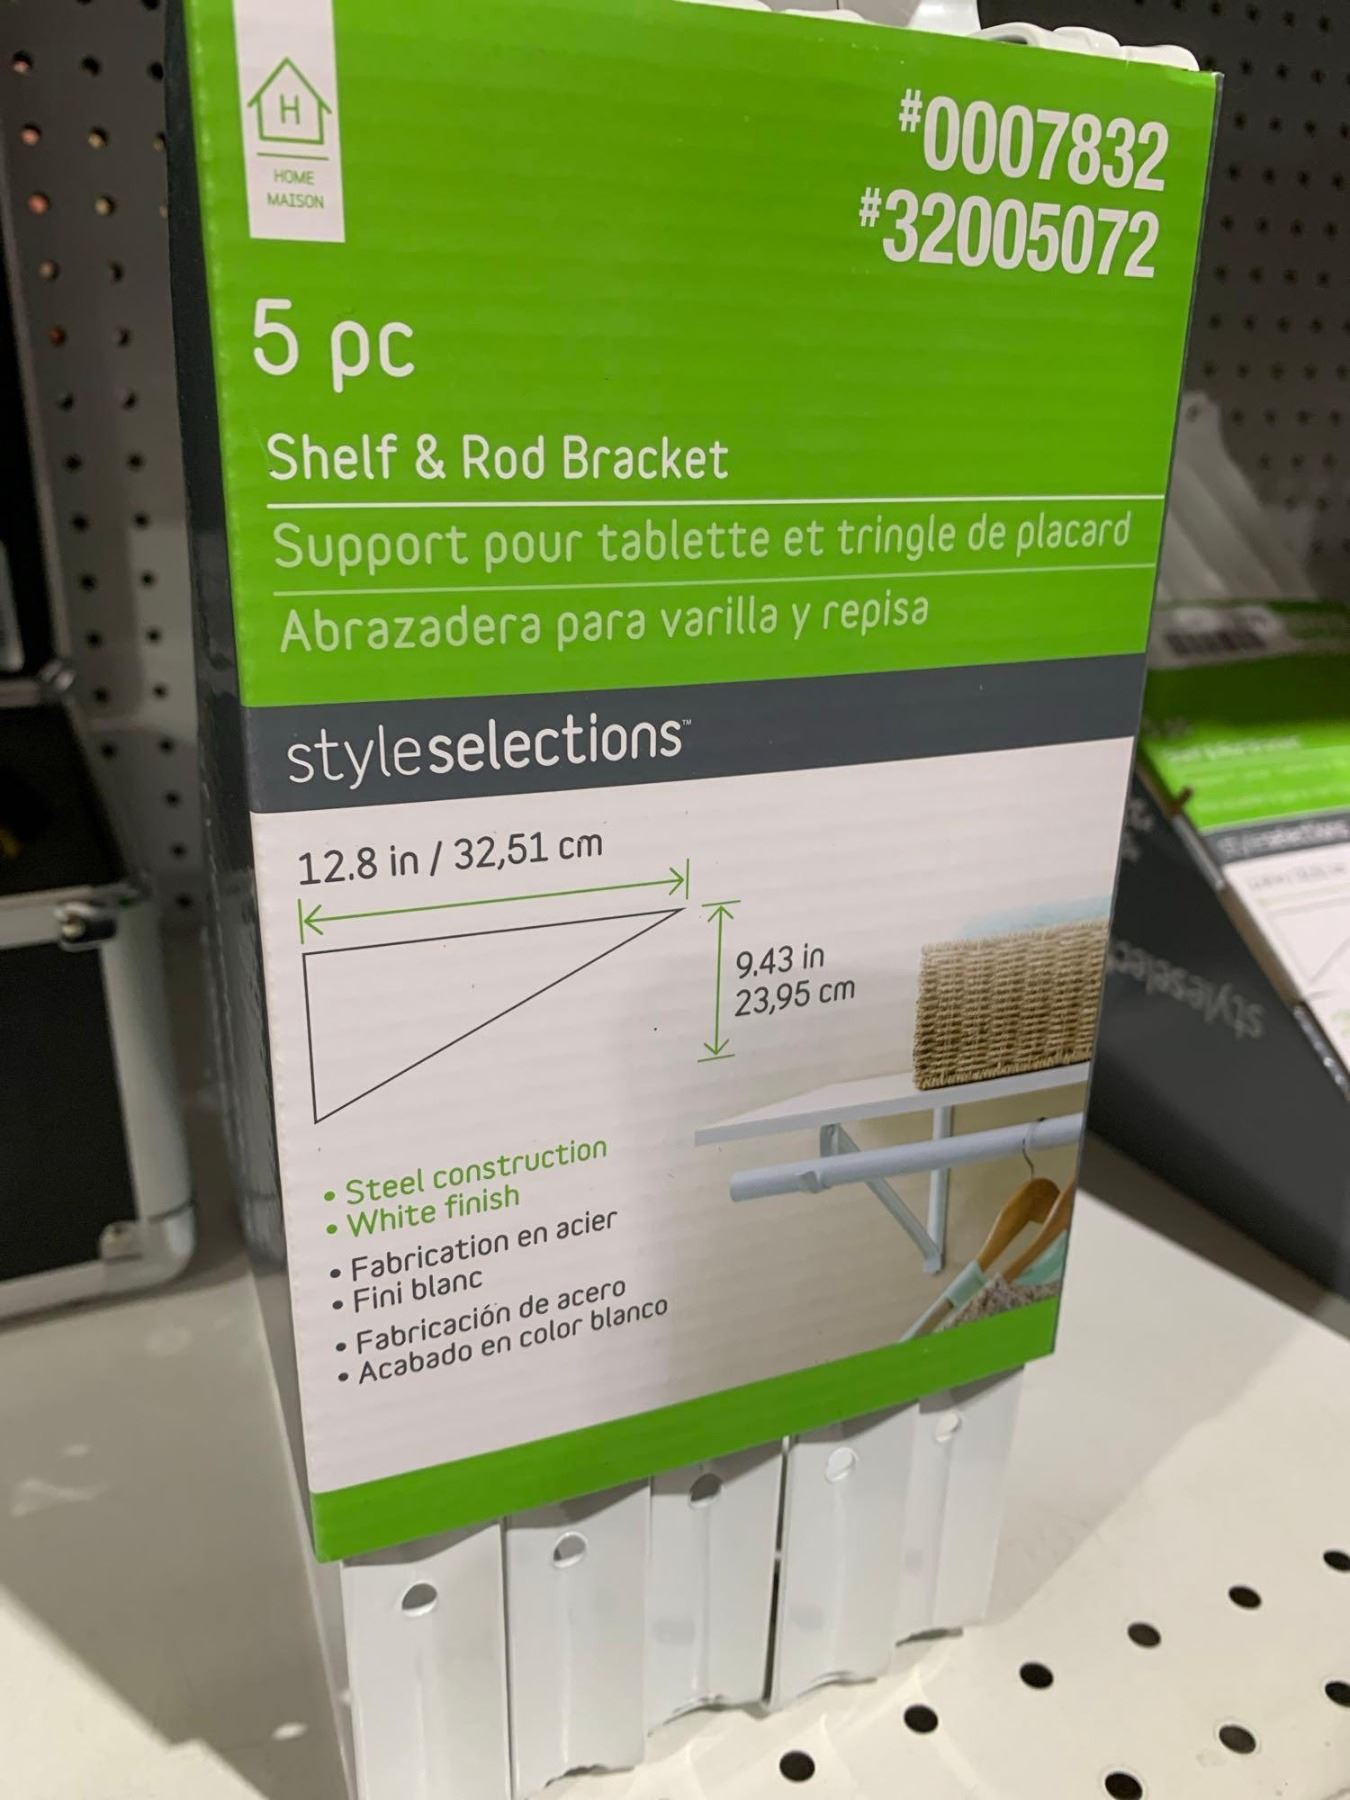 H
HOME
MAISON
#0007832
#32005072
5 pc
Shelf & Rod Bracket
Support pour tablette et tringle de placard
Abrazadera para varilla y repisa
styleselections™
12.8 in / 32,51 cm
9.43 in
23,95 cm
• Steel construction
• White finish
• Fabrication en acier
• Fini blanc
• Fabricación de acero
• Acabado en color blanco
styleselec
styleselections